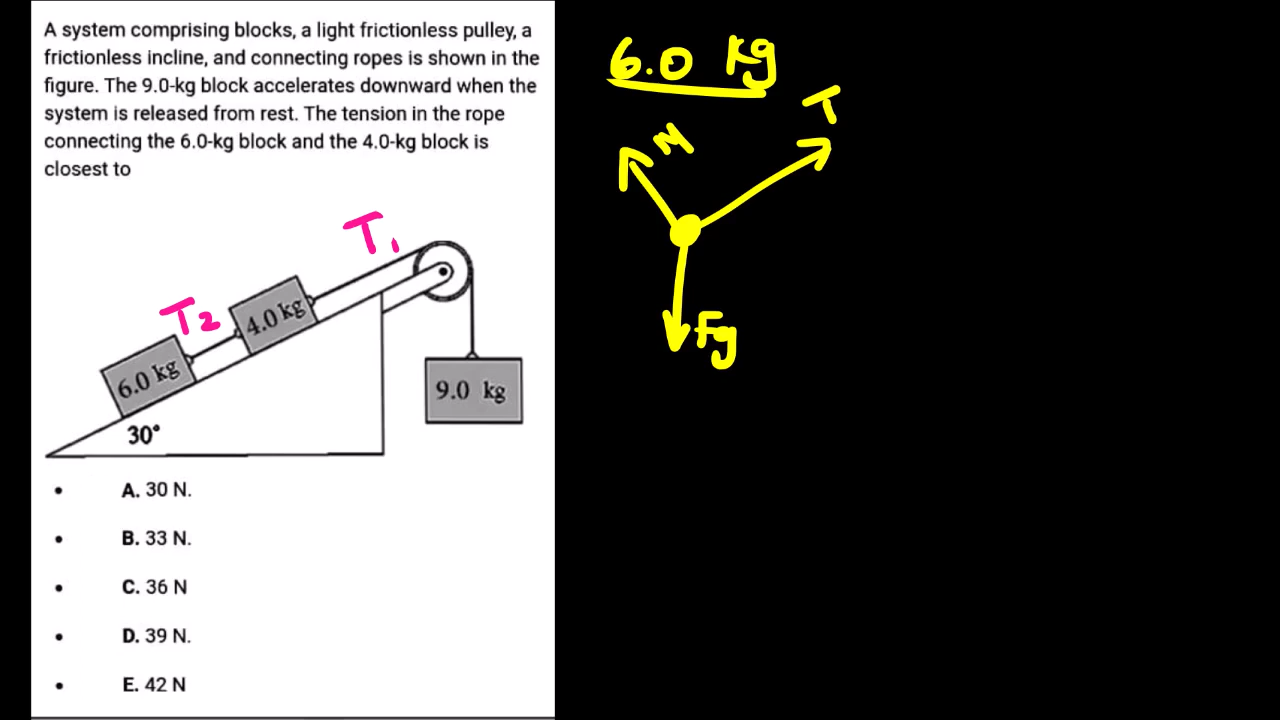 A system comprising blocks, a light frictionless pulley, a
frictionless incline, and connecting ropes is shown in the
figure. The 9.0-kg block accelerates downward when the
system is released from rest. The tension in the rope
connecting the 6.0-kg block and the 4.0-kg block is
closest to
T₁
T₂
4.0 kg
6.0 kg
9.0 kg
30°
• A. 30 N.
• B. 33 N.
• C. 36 N
• D. 39 N.
• E. 42 N
6.0 kg
T
N
Fg